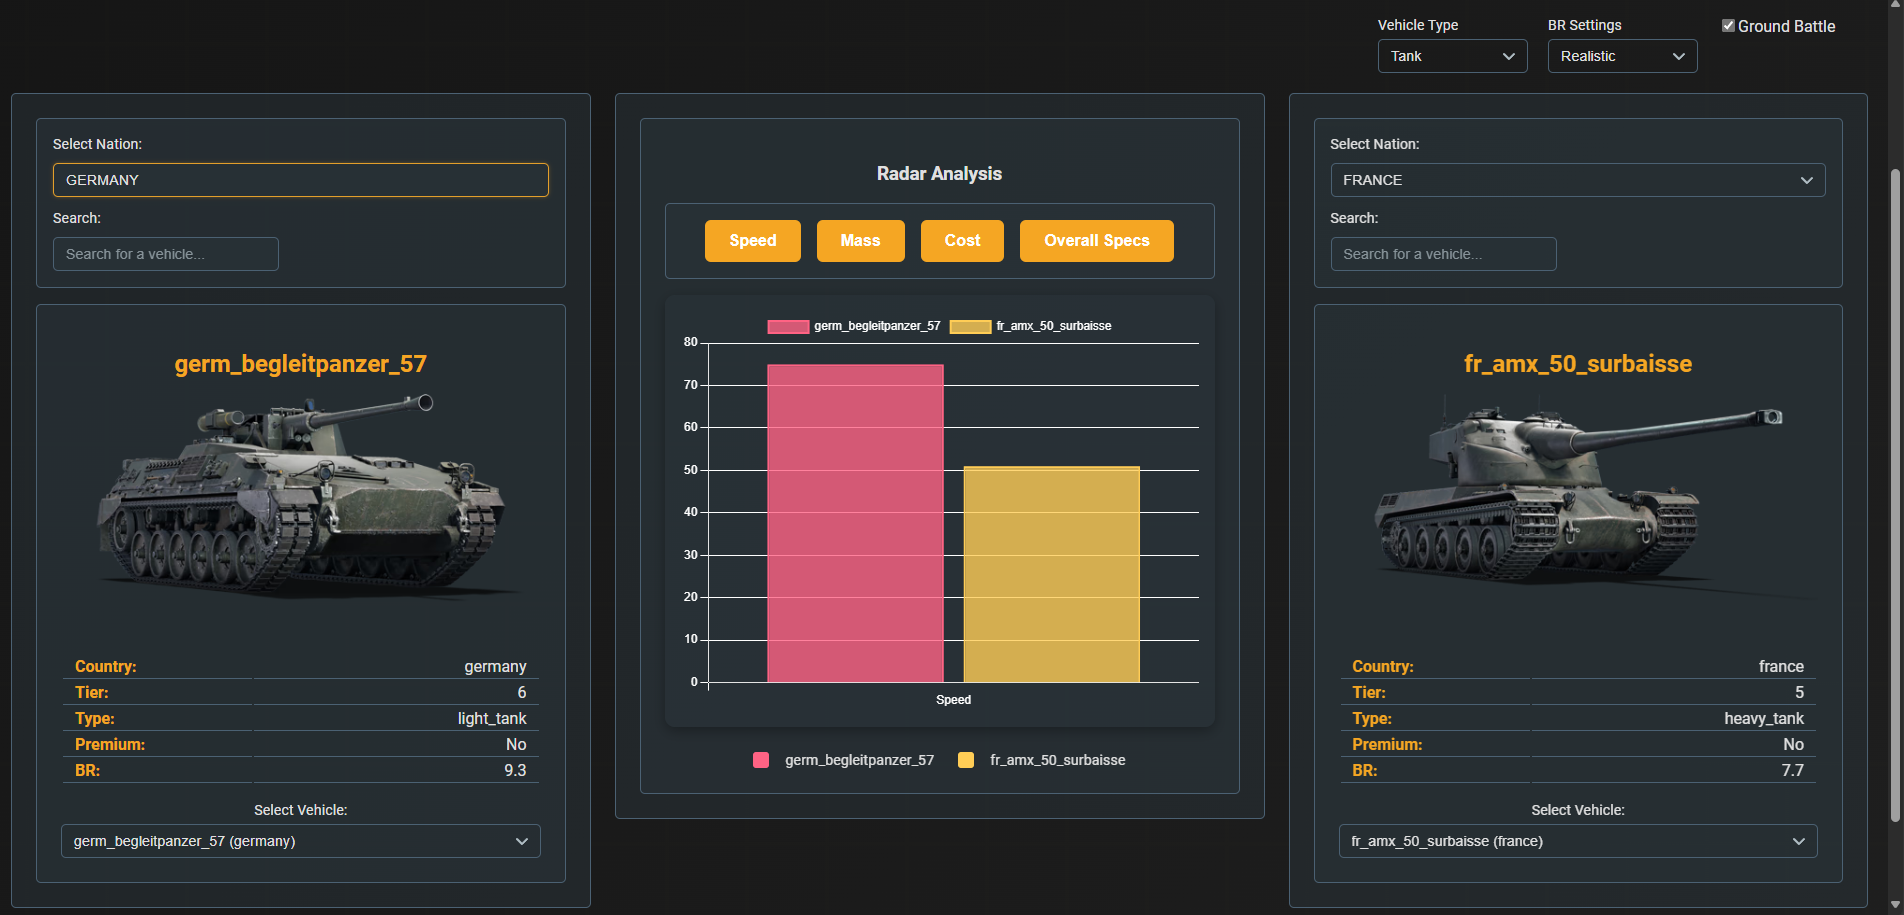 Vehicle Type
BR Settings
Ground Battle
Tank
Realistic
Select Nation:
GERMANY
Search:
Search for a vehicle...
germ_begleitpanzer_57
Country: germany
Tier: 6
Type: light_tank
Premium: No
BR: 9.3
Select Vehicle:
germ_begleitpanzer_57 (germany)
Radar Analysis
Speed Mass Cost Overall Specs
germ_begleitpanzer_57 fr_amx_50_surbaisse
80
70
60
50
40
30
20
10
0
Speed
germ_begleitpanzer_57 fr_amx_50_surbaisse
Select Nation:
FRANCE
Search:
Search for a vehicle...
fr_amx_50_surbaisse
Country: france
Tier: 5
Type: heavy_tank
Premium: No
BR: 7.7
Select Vehicle:
fr_amx_50_surbaisse (france)